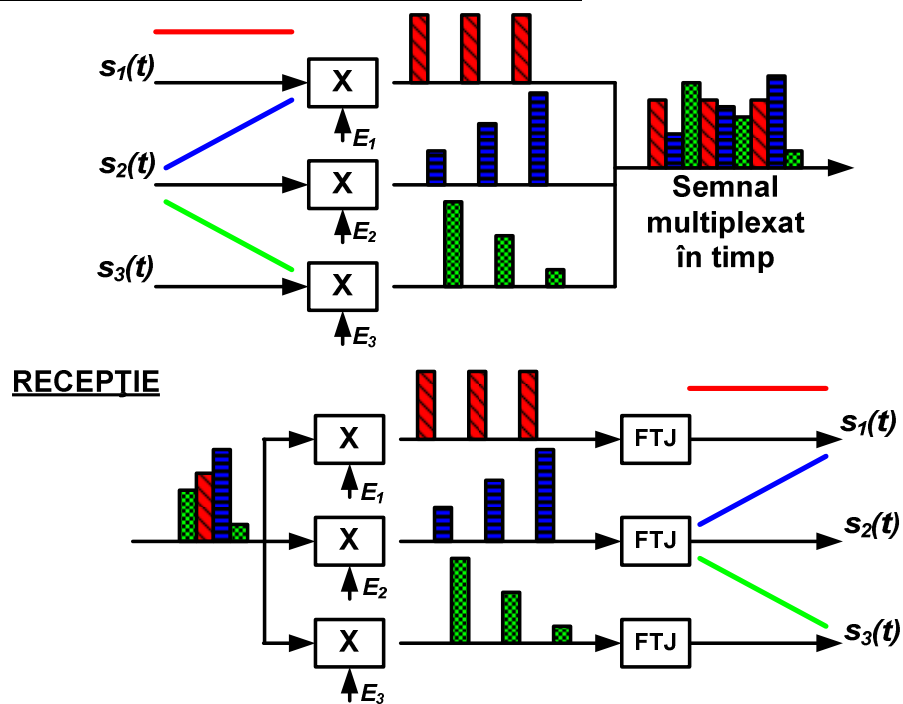 s1(t)
X
E1
s2(t)
X
E2
s3(t)
X
E3
Semnal
multiplexat
în timp
RECEPŢIE
X
E1
FTJ
s1(t)
X
E2
FTJ
s2(t)
X
E3
FTJ
s3(t)